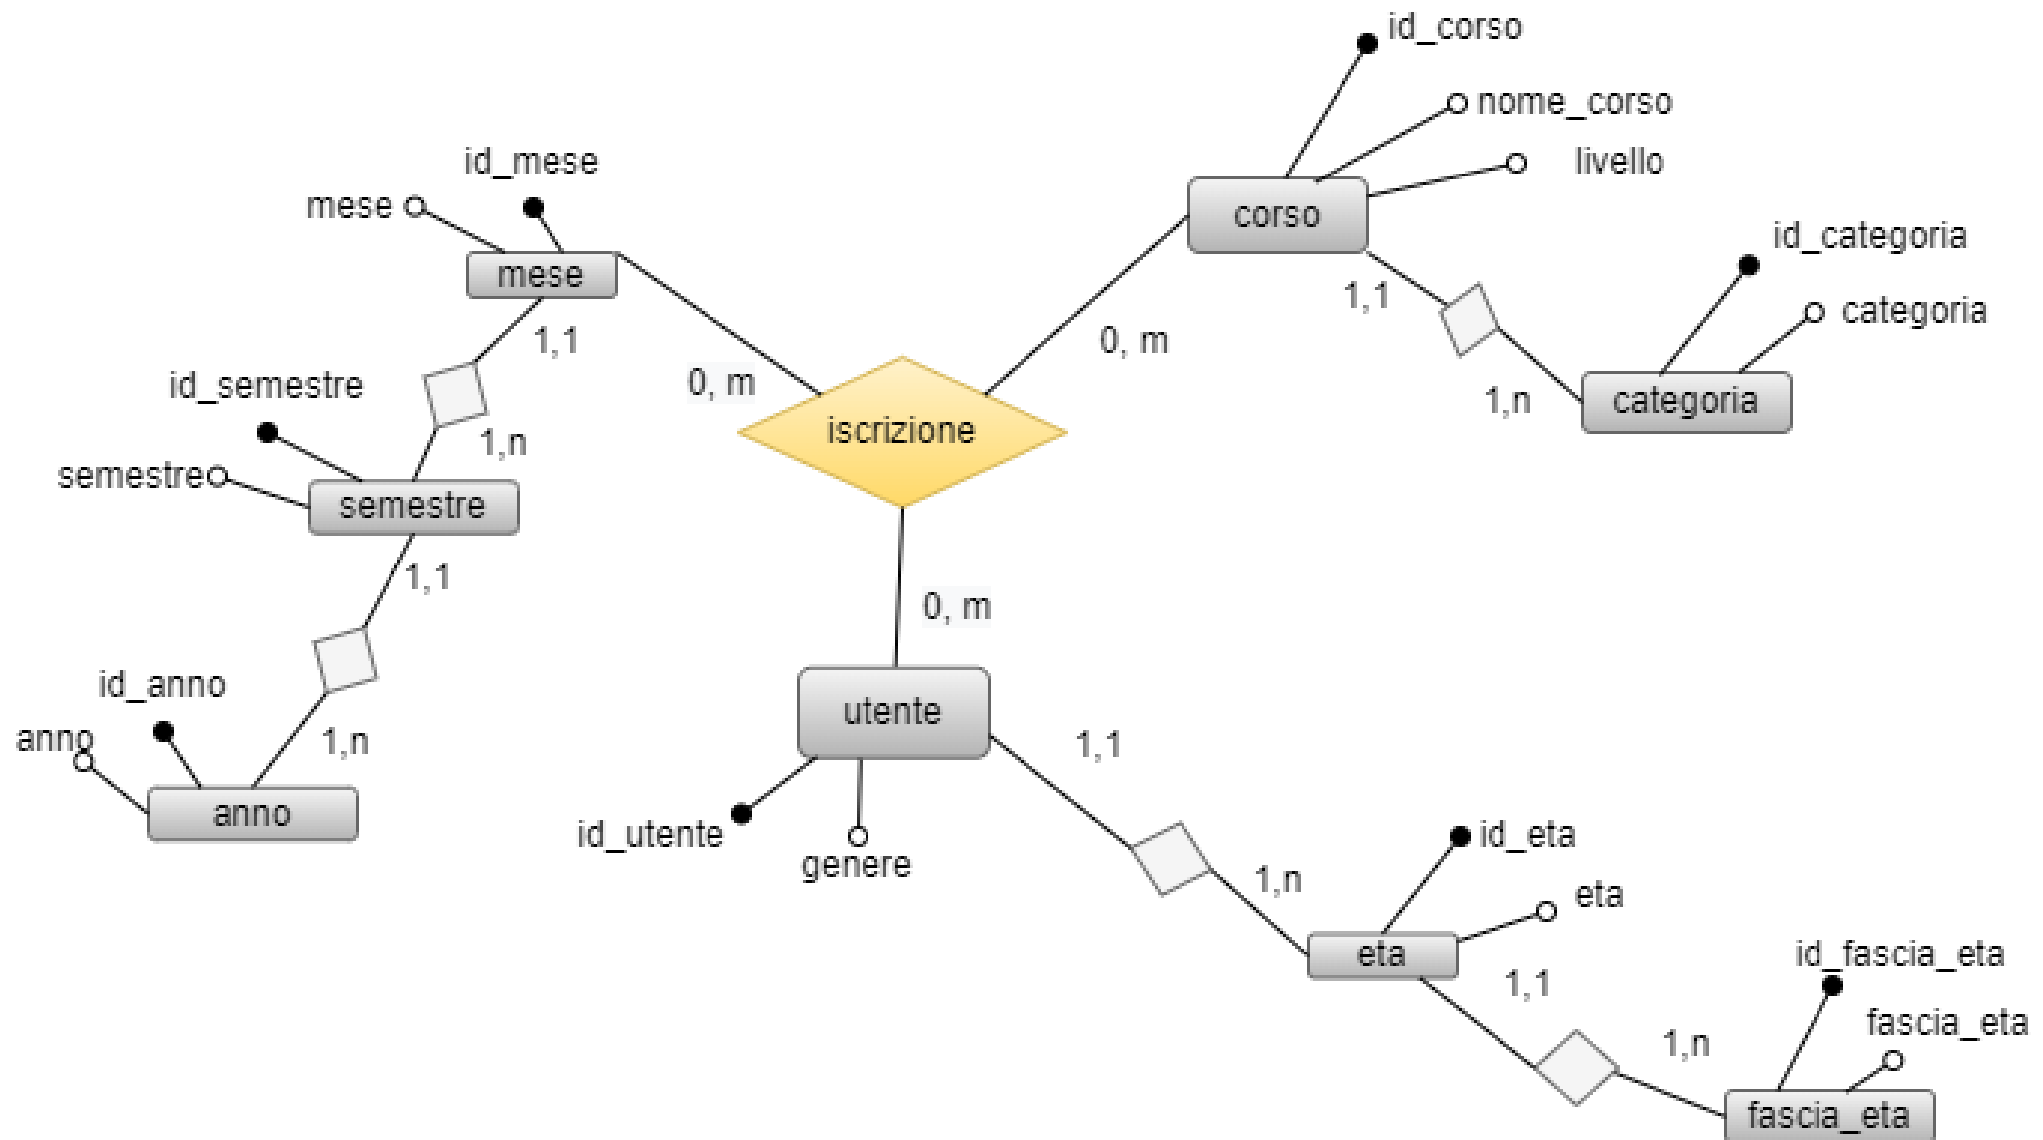 id_corso
nome_corso
livello
corso
id_mese
mese
mese
id_categoria
categoria
1,1
1,1
0, m
0, m
1,n
categoria
id_semestre
iscrizione
1,n
semestre
semestre
1,1
0, m
id_anno
utente
anno
1,n
1,1
anno
id_utente
genere
id_eta
1,n
eta
eta
1,1
id_fascia_eta
fascia_eta
1,n
fascia_eta